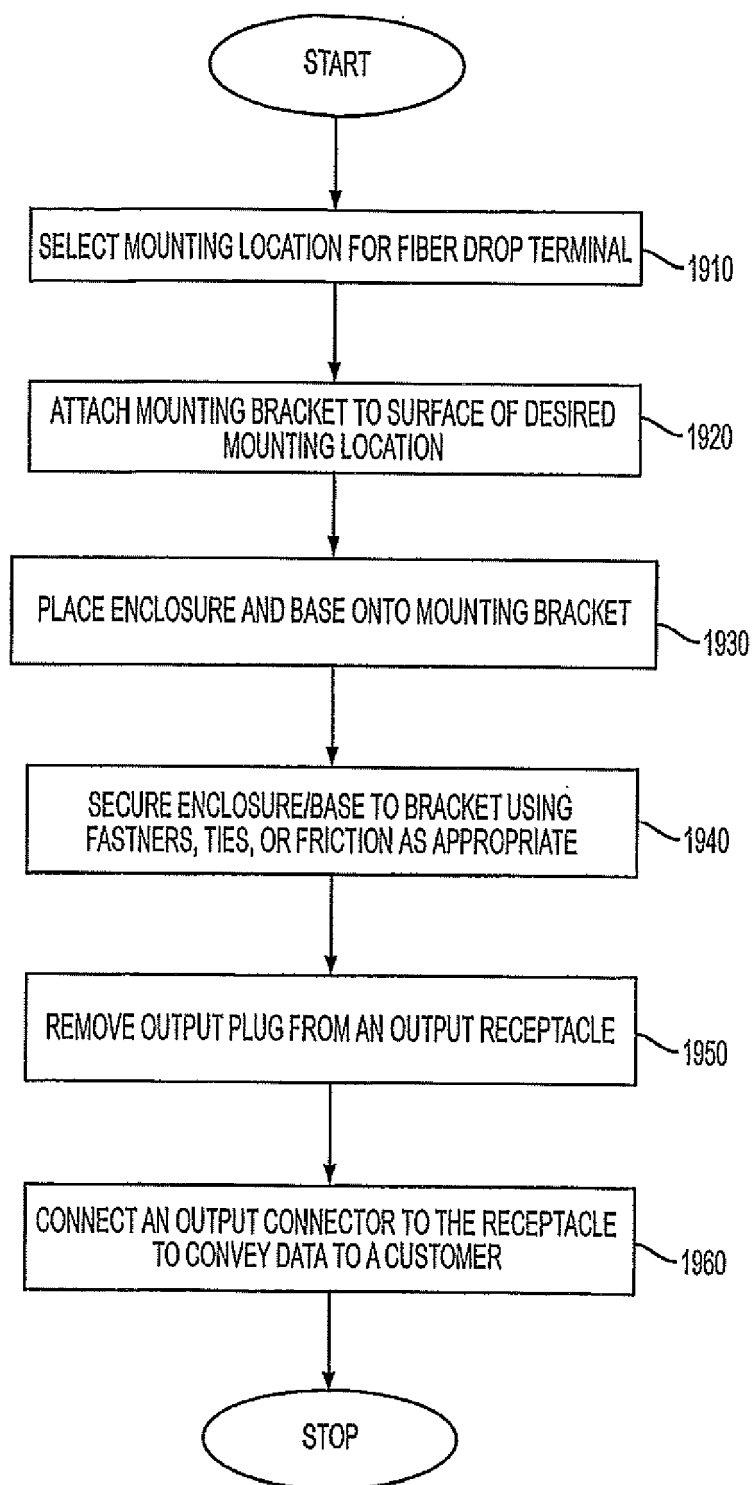 START
SELECT MOUNTING LOCATION FOR FIBER DROP TERMINAL
1910
ATTACH MOUNTING BRACKET TO SURFACE OF DESIRED
MOUNTING LOCATION
1920
PLACE ENCLOSURE AND BASE ONTO MOUNTING BRACKET
1930
SECURE ENCLOSURE/BASE TO BRACKET USING
FASTNERS, TIES, OR FRICTION AS APPROPRIATE
1940
REMOVE OUTPUT PLUG FROM AN OUTPUT RECEPTACLE
1950
CONNECT AN OUTPUT CONNECTOR TO THE RECEPTACLE
TO CONVEY DATA TO A CUSTOMER
1960
STOP